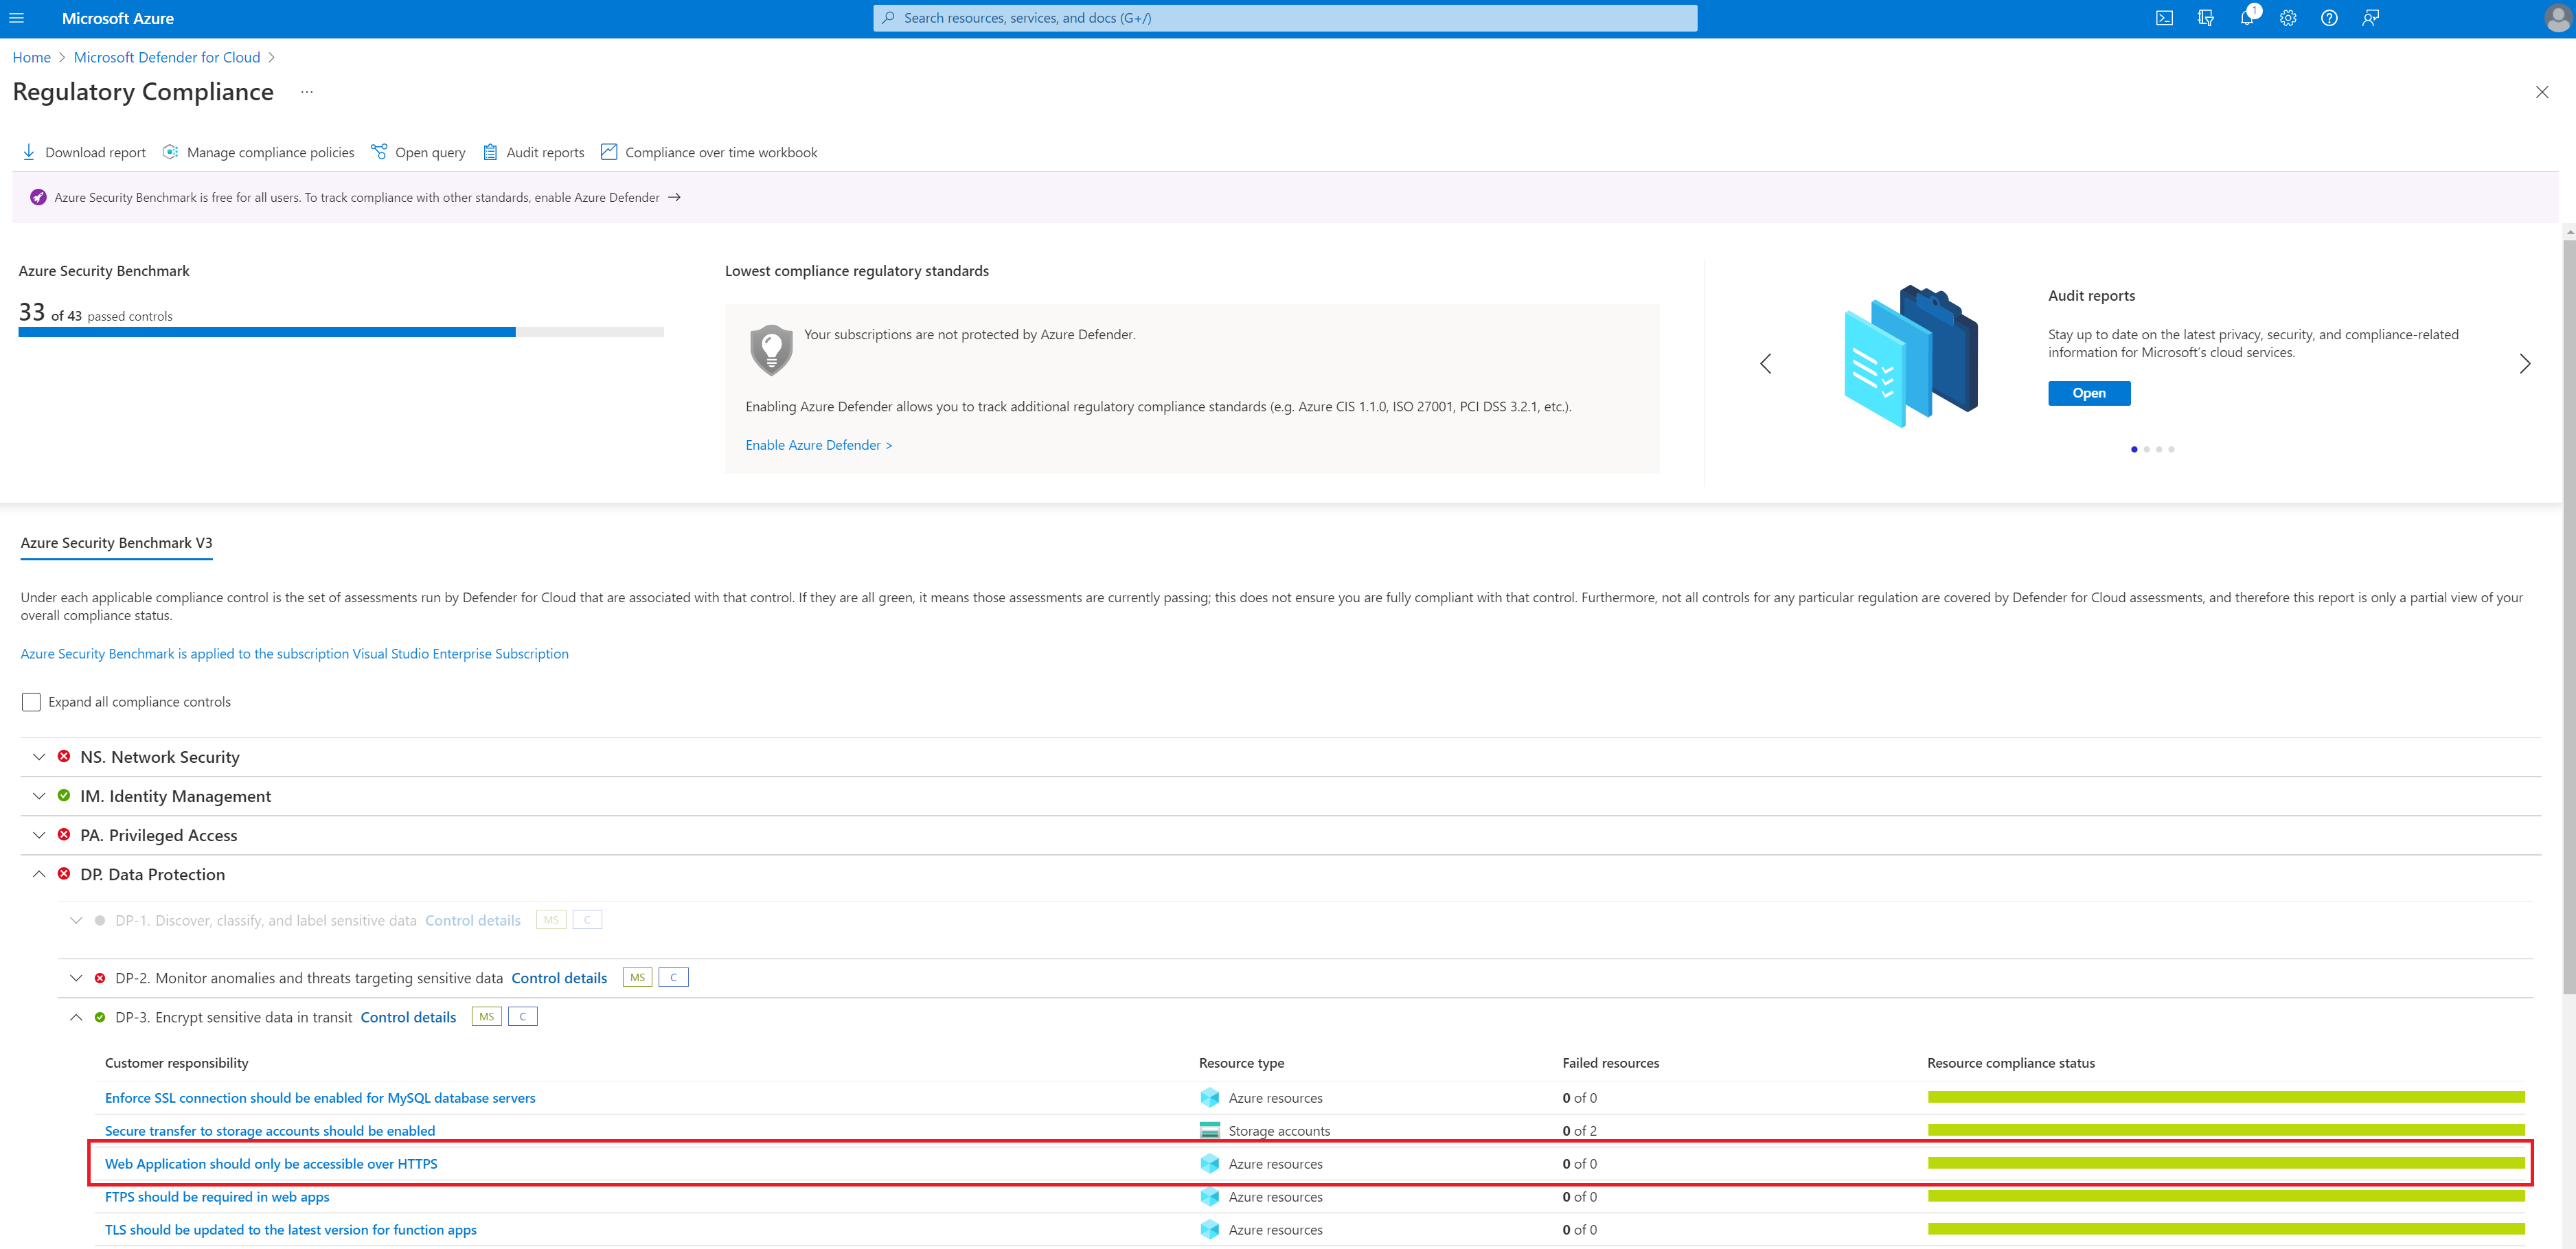 Microsoft Azure
Search resources, services, and docs (G+/)
1
Home > Microsoft Defender for Cloud >
Regulatory Compliance ...
Download report Manage compliance policies Open query Audit reports Compliance over time workbook
Azure Security Benchmark is free for all users. To track compliance with other standards, enable Azure Defender →
Azure Security Benchmark
33 of 43 passed controls
Lowest compliance regulatory standards
Your subscriptions are not protected by Azure Defender.
Enabling Azure Defender allows you to track additional regulatory compliance standards (e.g. Azure CIS 1.1.0, ISO 27001, PCI DSS 3.2.1, etc.).
Enable Azure Defender >
Audit reports
Stay up to date on the latest privacy, security, and compliance-related
information for Microsoft's cloud services.
Open
Azure Security Benchmark V3
Under each applicable compliance control is the set of assessments run by Defender for Cloud that are associated with that control. If they are all green, it means those assessments are currently passing; this does not ensure you are fully compliant with that control. Furthermore, not all controls for any particular regulation are covered by Defender for Cloud assessments, and therefore this report is only a partial view of your
overall compliance status.
Azure Security Benchmark is applied to the subscription Visual Studio Enterprise Subscription
Expand all compliance controls
NS. Network Security
IM. Identity Management
PA. Privileged Access
DP. Data Protection
DP-1. Discover, classify, and label sensitive data Control details MS C
DP-2. Monitor anomalies and threats targeting sensitive data Control details MS C
DP-3. Encrypt sensitive data in transit Control details MS C
Customer responsibility Resource type Failed resources Resource compliance status
Enforce SSL connection should be enabled for MySQL database servers Azure resources 0 of 0
Secure transfer to storage accounts should be enabled Storage accounts 0 of 2
Web Application should only be accessible over HTTPS Azure resources 0 of 0
FTPS should be required in web apps Azure resources 0 of 0
TLS should be updated to the latest version for function apps Azure resources 0 of 0